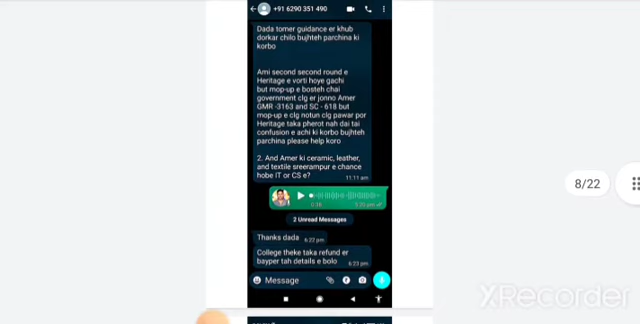 +91 6290 351 490
Dada tomer guidance er khub
dorkar chilo bujhteh parchina ki
korbo
Ami second second round e
Heritage e vorti hoye gachi
but mop-up e bosteh chai
government clg er jonno Amer
GMR -3163 and SC - 618 but
mop-up e clg notun clg pawar por
Heritage taka pherot nah dai tai
confusion e achi ki korbo bujhteh
parchina please help koro
2. And Amer ki ceramic, leather,
and textile sreerampur e chance
hobe IT or CS e?
11:11 am
0:38
5:20 pm
2 Unread Messages
Thanks dada
6:22 pm
College theke taka refund er
bayper tah details e bolo
6:23 pm
Message
8/22
XRecorder